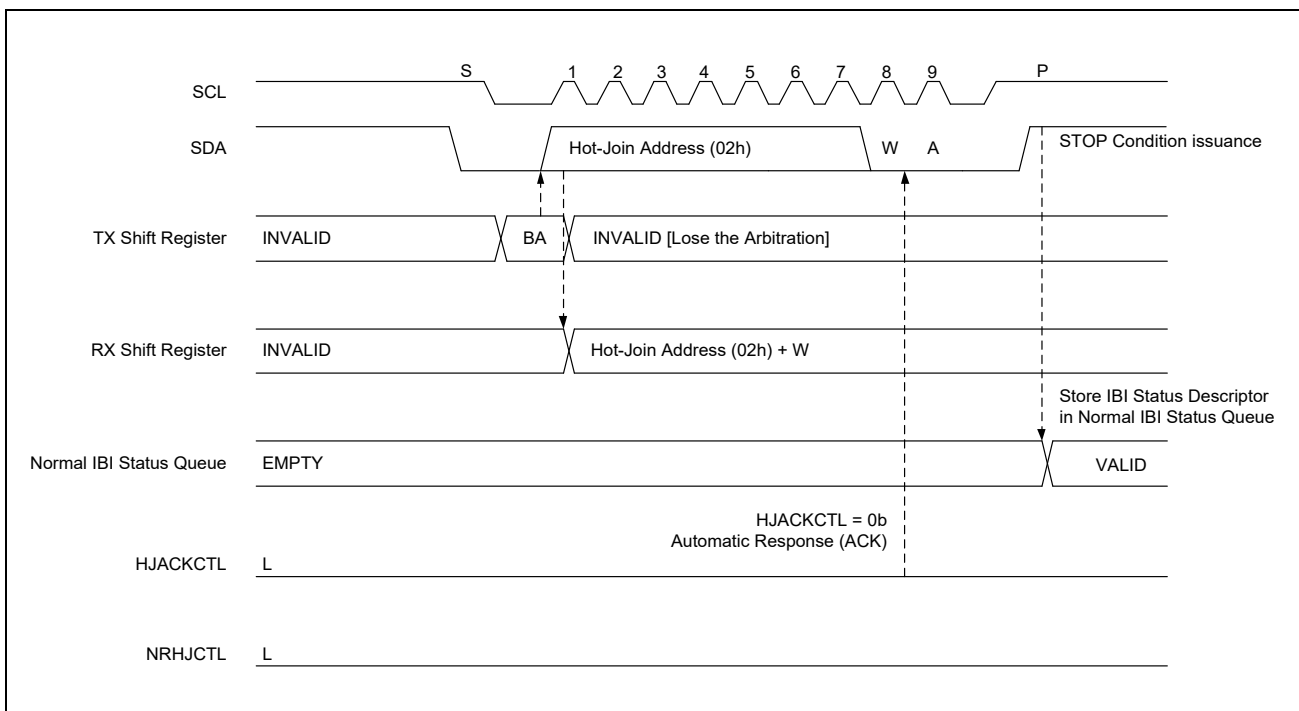 S 1 2 3 4 5 6 7 8 9 P
SCL
SDA Hot-Join Address (02h) W A STOP Condition issuance
TX Shift Register INVALID BA INVALID [Lose the Arbitration]
RX Shift Register INVALID Hot-Join Address (02h) + W
Store IBI Status Descriptor
in Normal IBI Status Queue
Normal IBI Status Queue EMPTY VALID
HJACKCTL = 0b
Automatic Response (ACK)
HJACKCTL L
NRHJCTL L